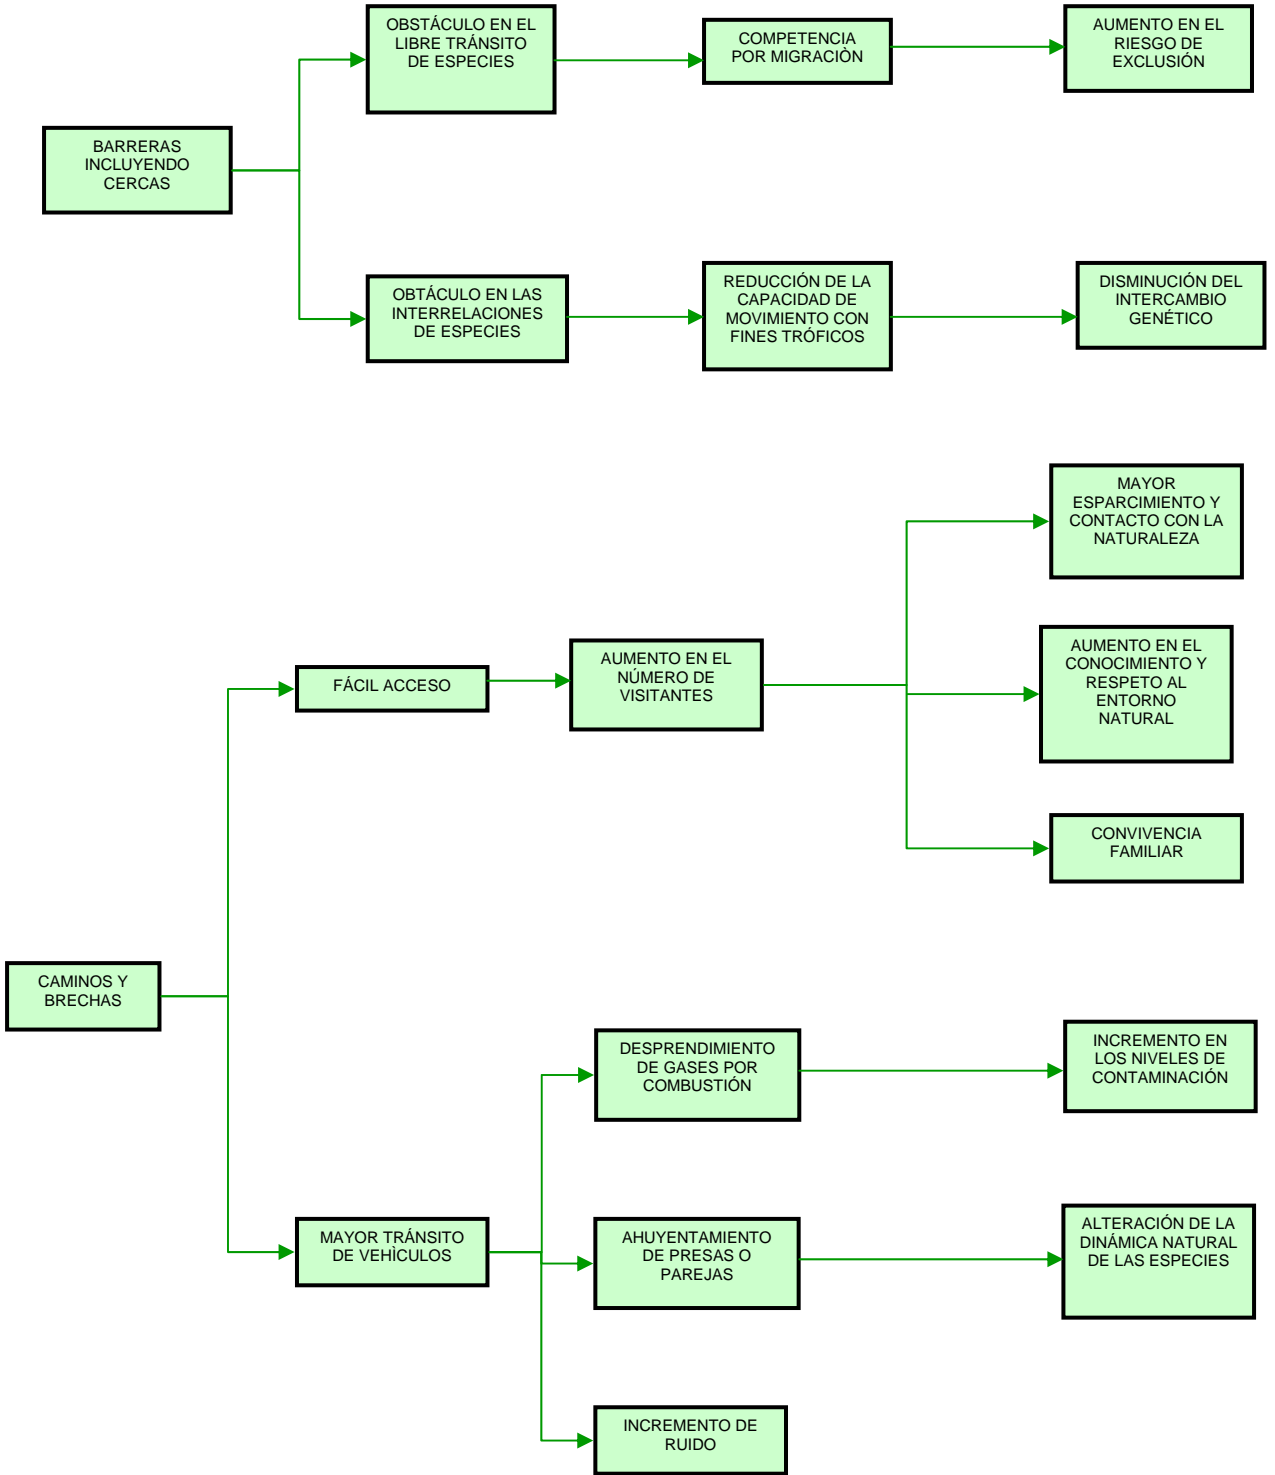 OBSTÁCULO EN EL
LIBRE TRÁNSITO
DE ESPECIES
COMPETENCIA
POR MIGRACIÒN
AUMENTO EN EL
RIESGO DE
EXCLUSIÓN
BARRERAS
INCLUYENDO
CERCAS
OBTÁCULO EN LAS
INTERRELACIONES
DE ESPECIES
REDUCCIÓN DE LA
CAPACIDAD DE
MOVIMIENTO CON
FINES TRÓFICOS
DISMINUCIÓN DEL
INTERCAMBIO
GENÉTICO
MAYOR
ESPARCIMIENTO Y
CONTACTO CON LA
NATURALEZA
FÁCIL ACCESO
AUMENTO EN EL
NÚMERO DE
VISITANTES
AUMENTO EN EL
CONOCIMIENTO Y
RESPETO AL
ENTORNO
NATURAL
CONVIVENCIA
FAMILIAR
CAMINOS Y
BRECHAS
DESPRENDIMIENTO
DE GASES POR
COMBUSTIÓN
INCREMENTO EN
LOS NIVELES DE
CONTAMINACIÓN
MAYOR TRÁNSITO
DE VEHÌCULOS
AHUYENTAMIENTO
DE PRESAS O
PAREJAS
ALTERACIÓN DE LA
DINÁMICA NATURAL
DE LAS ESPECIES
INCREMENTO DE
RUIDO